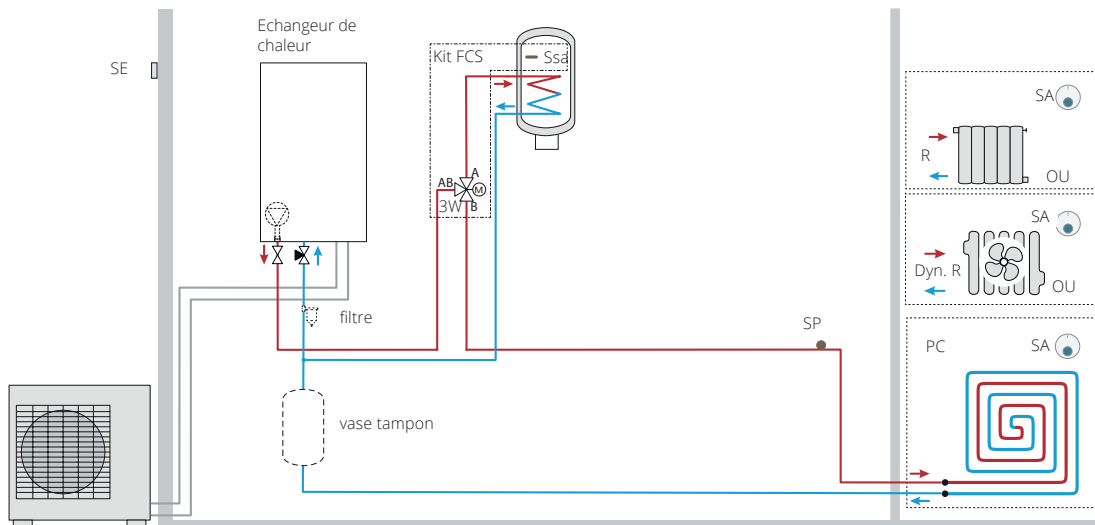 Echangeur de
chaleur
SE
Kit FCS
Ssa
A
AB
M
3W
B
filtre
vase tampon
SP
SA
R
OU
SA
Dyn. R
OU
PC
SA